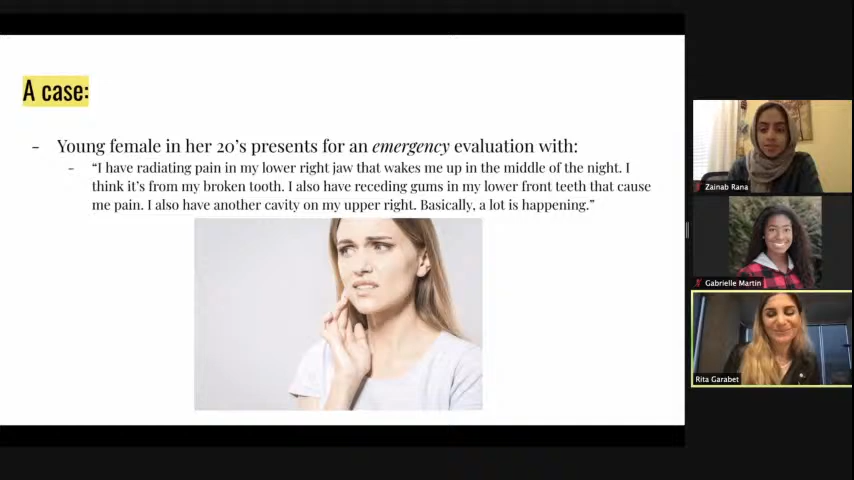 A case:
- Young female in her 20's presents for an emergency evaluation with:
- “I have radiating pain in my lower right jaw that wakes me up in the middle of the night. I
think it's from my broken tooth. I also have receding gums in my lower front teeth that cause
me pain. I also have another cavity on my upper right. Basically, a lot is happening.”
Zainab Rana
Gabrielle Martin
Rita Garabet